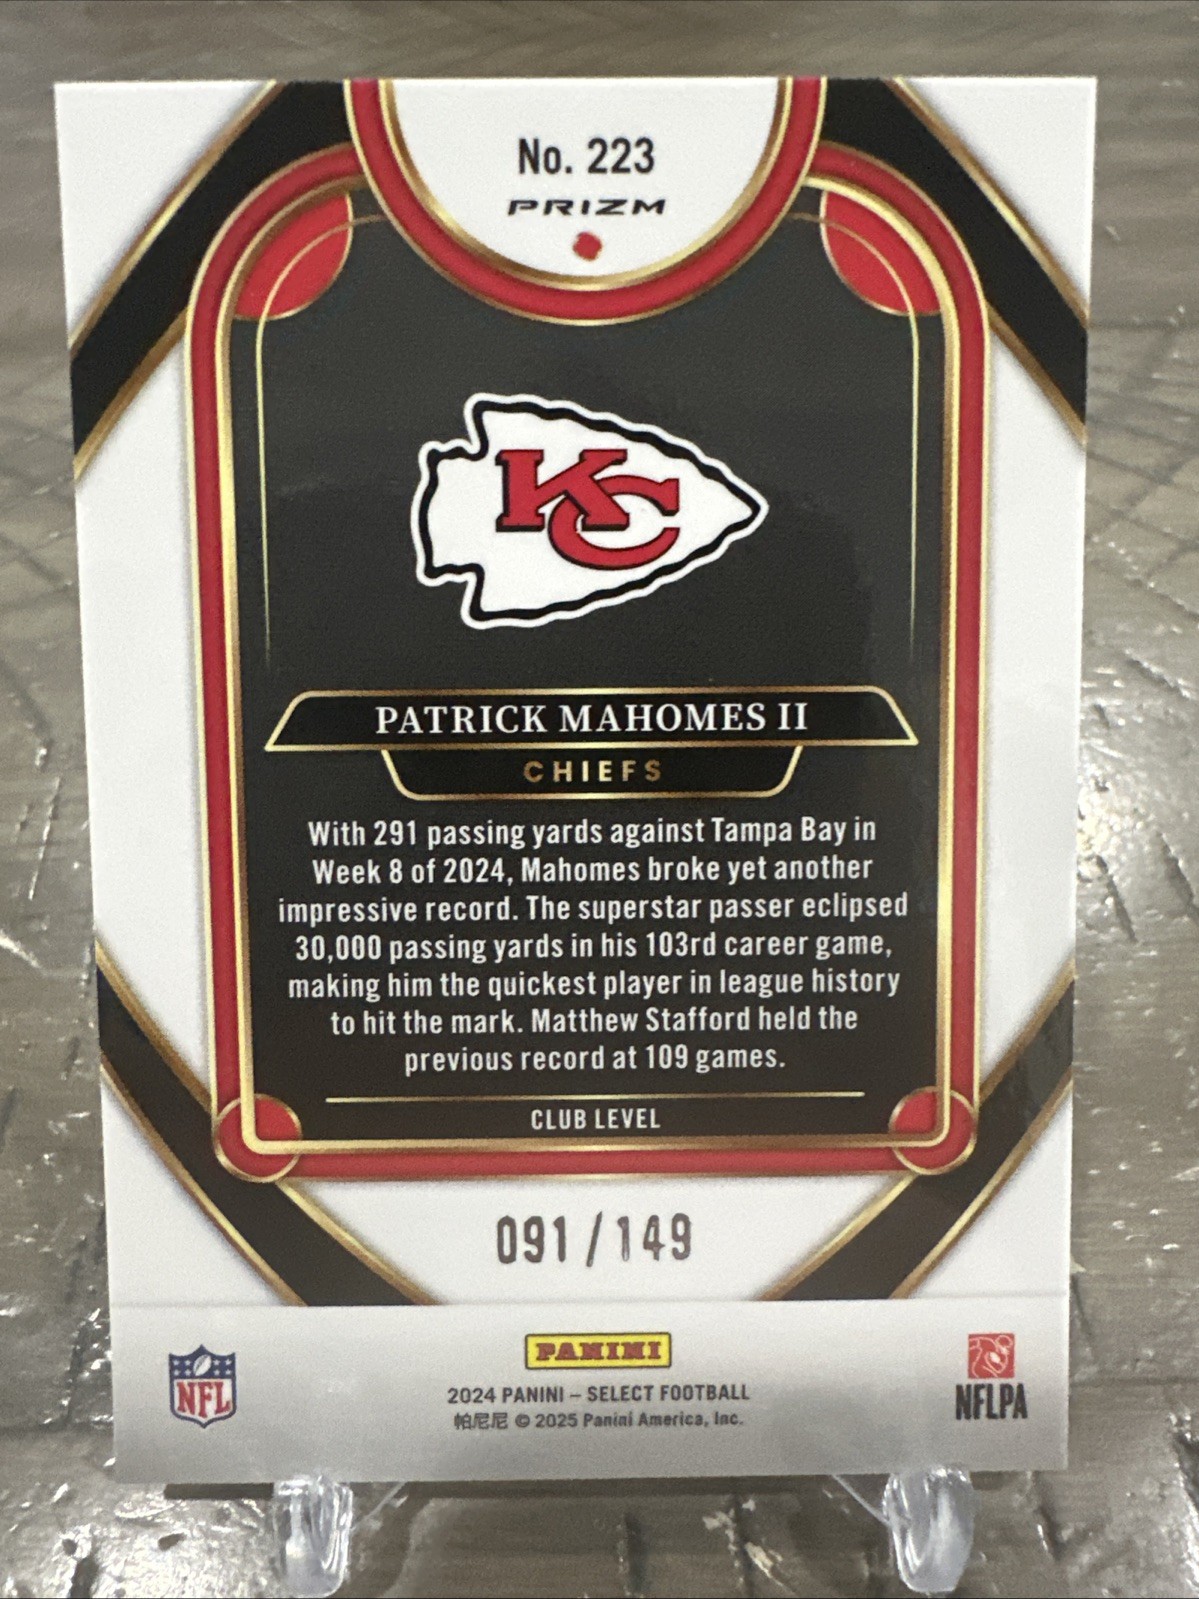 No. 223
PRIZM
KC
PATRICK MAHOMES II
CHIEFS
With 291 passing yards against Tampa Bay in
Week 8 of 2024, Mahomes broke yet another
impressive record. The superstar passer eclipsed
30,000 passing yards in his 103rd career game,
making him the quickest player in league history
to hit the mark. Matthew Stafford held the
previous record at 109 games.
CLUB LEVEL
091/149
NFL
PANINI
2024 PANINI – SELECT FOOTBALL
帕尼尼 © 2025 Panini America, Inc.
NFLPA